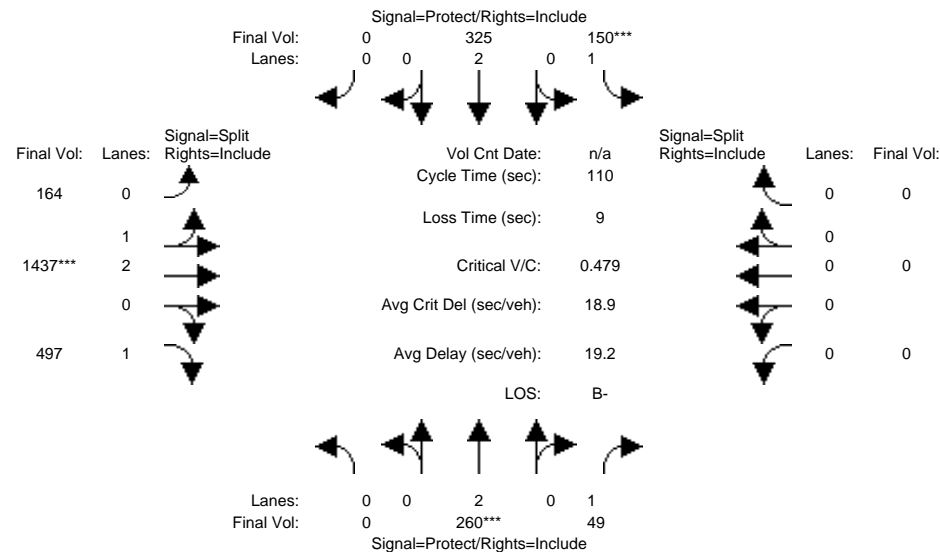 Signal=Protect/Rights=Include
Final Vol: 0 325 150***
Lanes: 0 0 2 0 1
Signal=Split
Final Vol: Lanes: Rights=Include
Vol Cnt Date: n/a
Signal=Split
Rights=Include Lanes: Final Vol:
Cycle Time (sec): 110
164 0
0 0
Loss Time (sec): 9
1
0
1437*** 2
Critical V/C: 0.479
0 0
0
Avg Crit Del (sec/veh): 18.9
0
497 1
Avg Delay (sec/veh): 19.2
0 0
LOS: B-
Lanes: 0 0 2 0 1
Final Vol: 0 260*** 49
Signal=Protect/Rights=Include